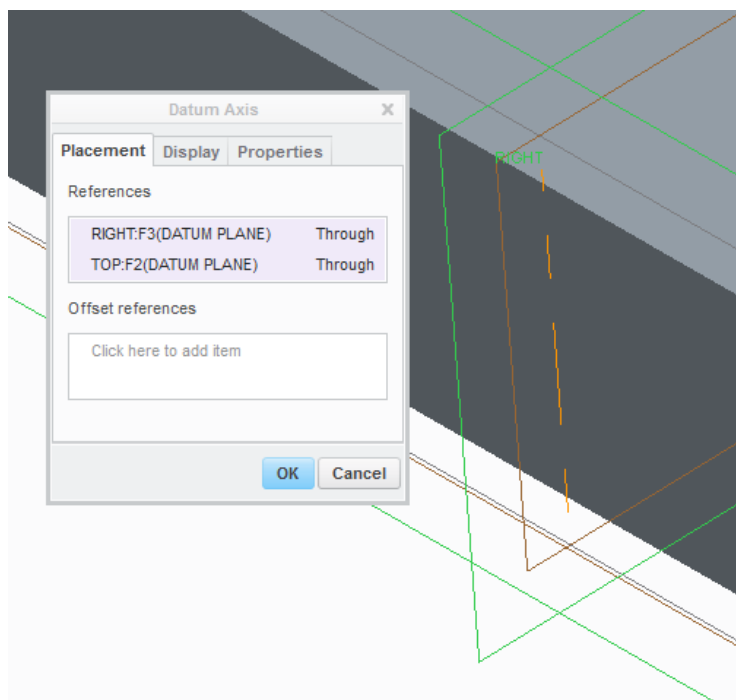 Datum Axis
Placement Display Properties
References
RIGHT:F3(DATUM PLANE) Through
TOP:F2(DATUM PLANE) Through
Offset references
Click here to add item
OK Cancel
RIGHT